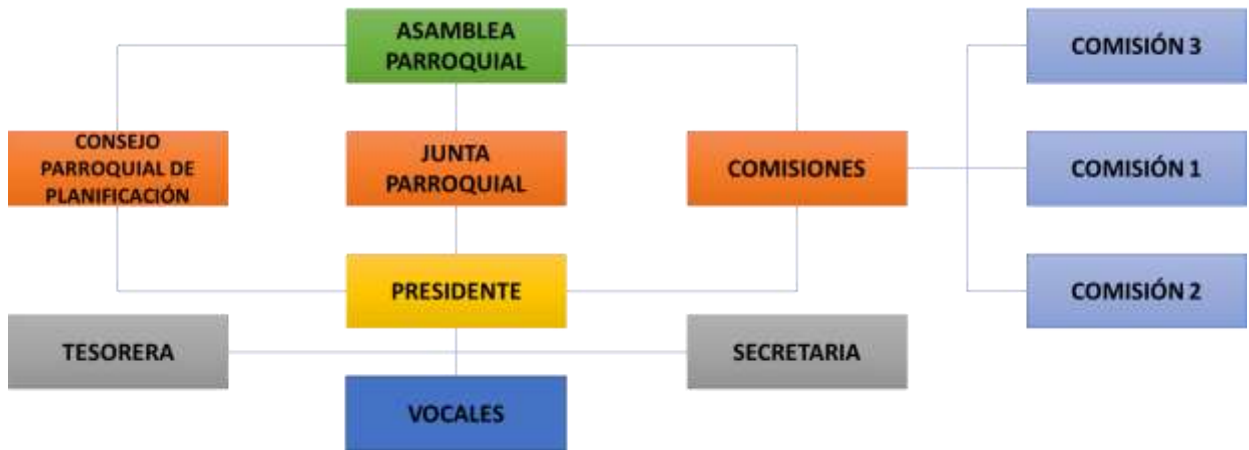 ASAMBLEA
PARROQUIAL
COMISIÓN 3
CONSEJO
PARROQUIAL DE
PLANIFICACIÓN
JUNTA
PARROQUIAL
COMISIONES
COMISIÓN 1
PRESIDENTE
COMISIÓN 2
TESORERA
SECRETARIA
VOCALES